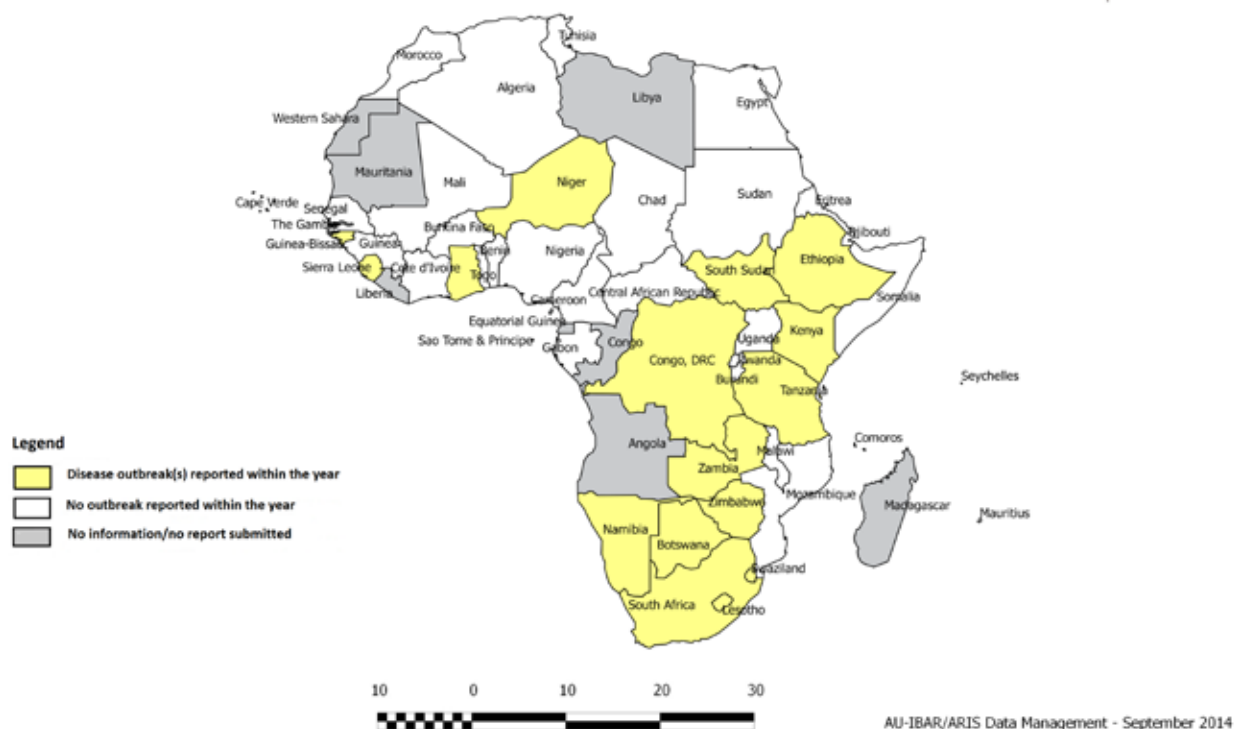 Tunisia
Morocco
Algeria
Libya
Egypt
Western Sahara
Mauritania
Mali
Niger
Chad
Sudan
Eritrea
Cape Verde
Senegal
The Gamb
Burkina Faso
Djibouti
Guinea-Bissau
Guinea
Benin
Nigeria
Ethiopia
Sierra Leone
Cote d'Ivoire
Togo
South Sudan
Liberia
Cameroon
Central African Republic
Somalia
Equatorial Guinea
Sao Tome & Principe
Gabon
Congo
Uganda
Kenya
Congo, DRC
Rwanda
Burundi
Tanzania
Seychelles
Legend
Disease outbreak(s) reported within the year
No outbreak reported within the year
No information/no report submitted
Angola
Comoros
Malawi
Zambia
Mozambique
Zimbabwe
Madagascar
Mauritius
Namibia
Botswana
Swaziland
South Africa
Lesotho
10 0 10 20 30
AU-IBAR/ARIS Data Management - September 2014